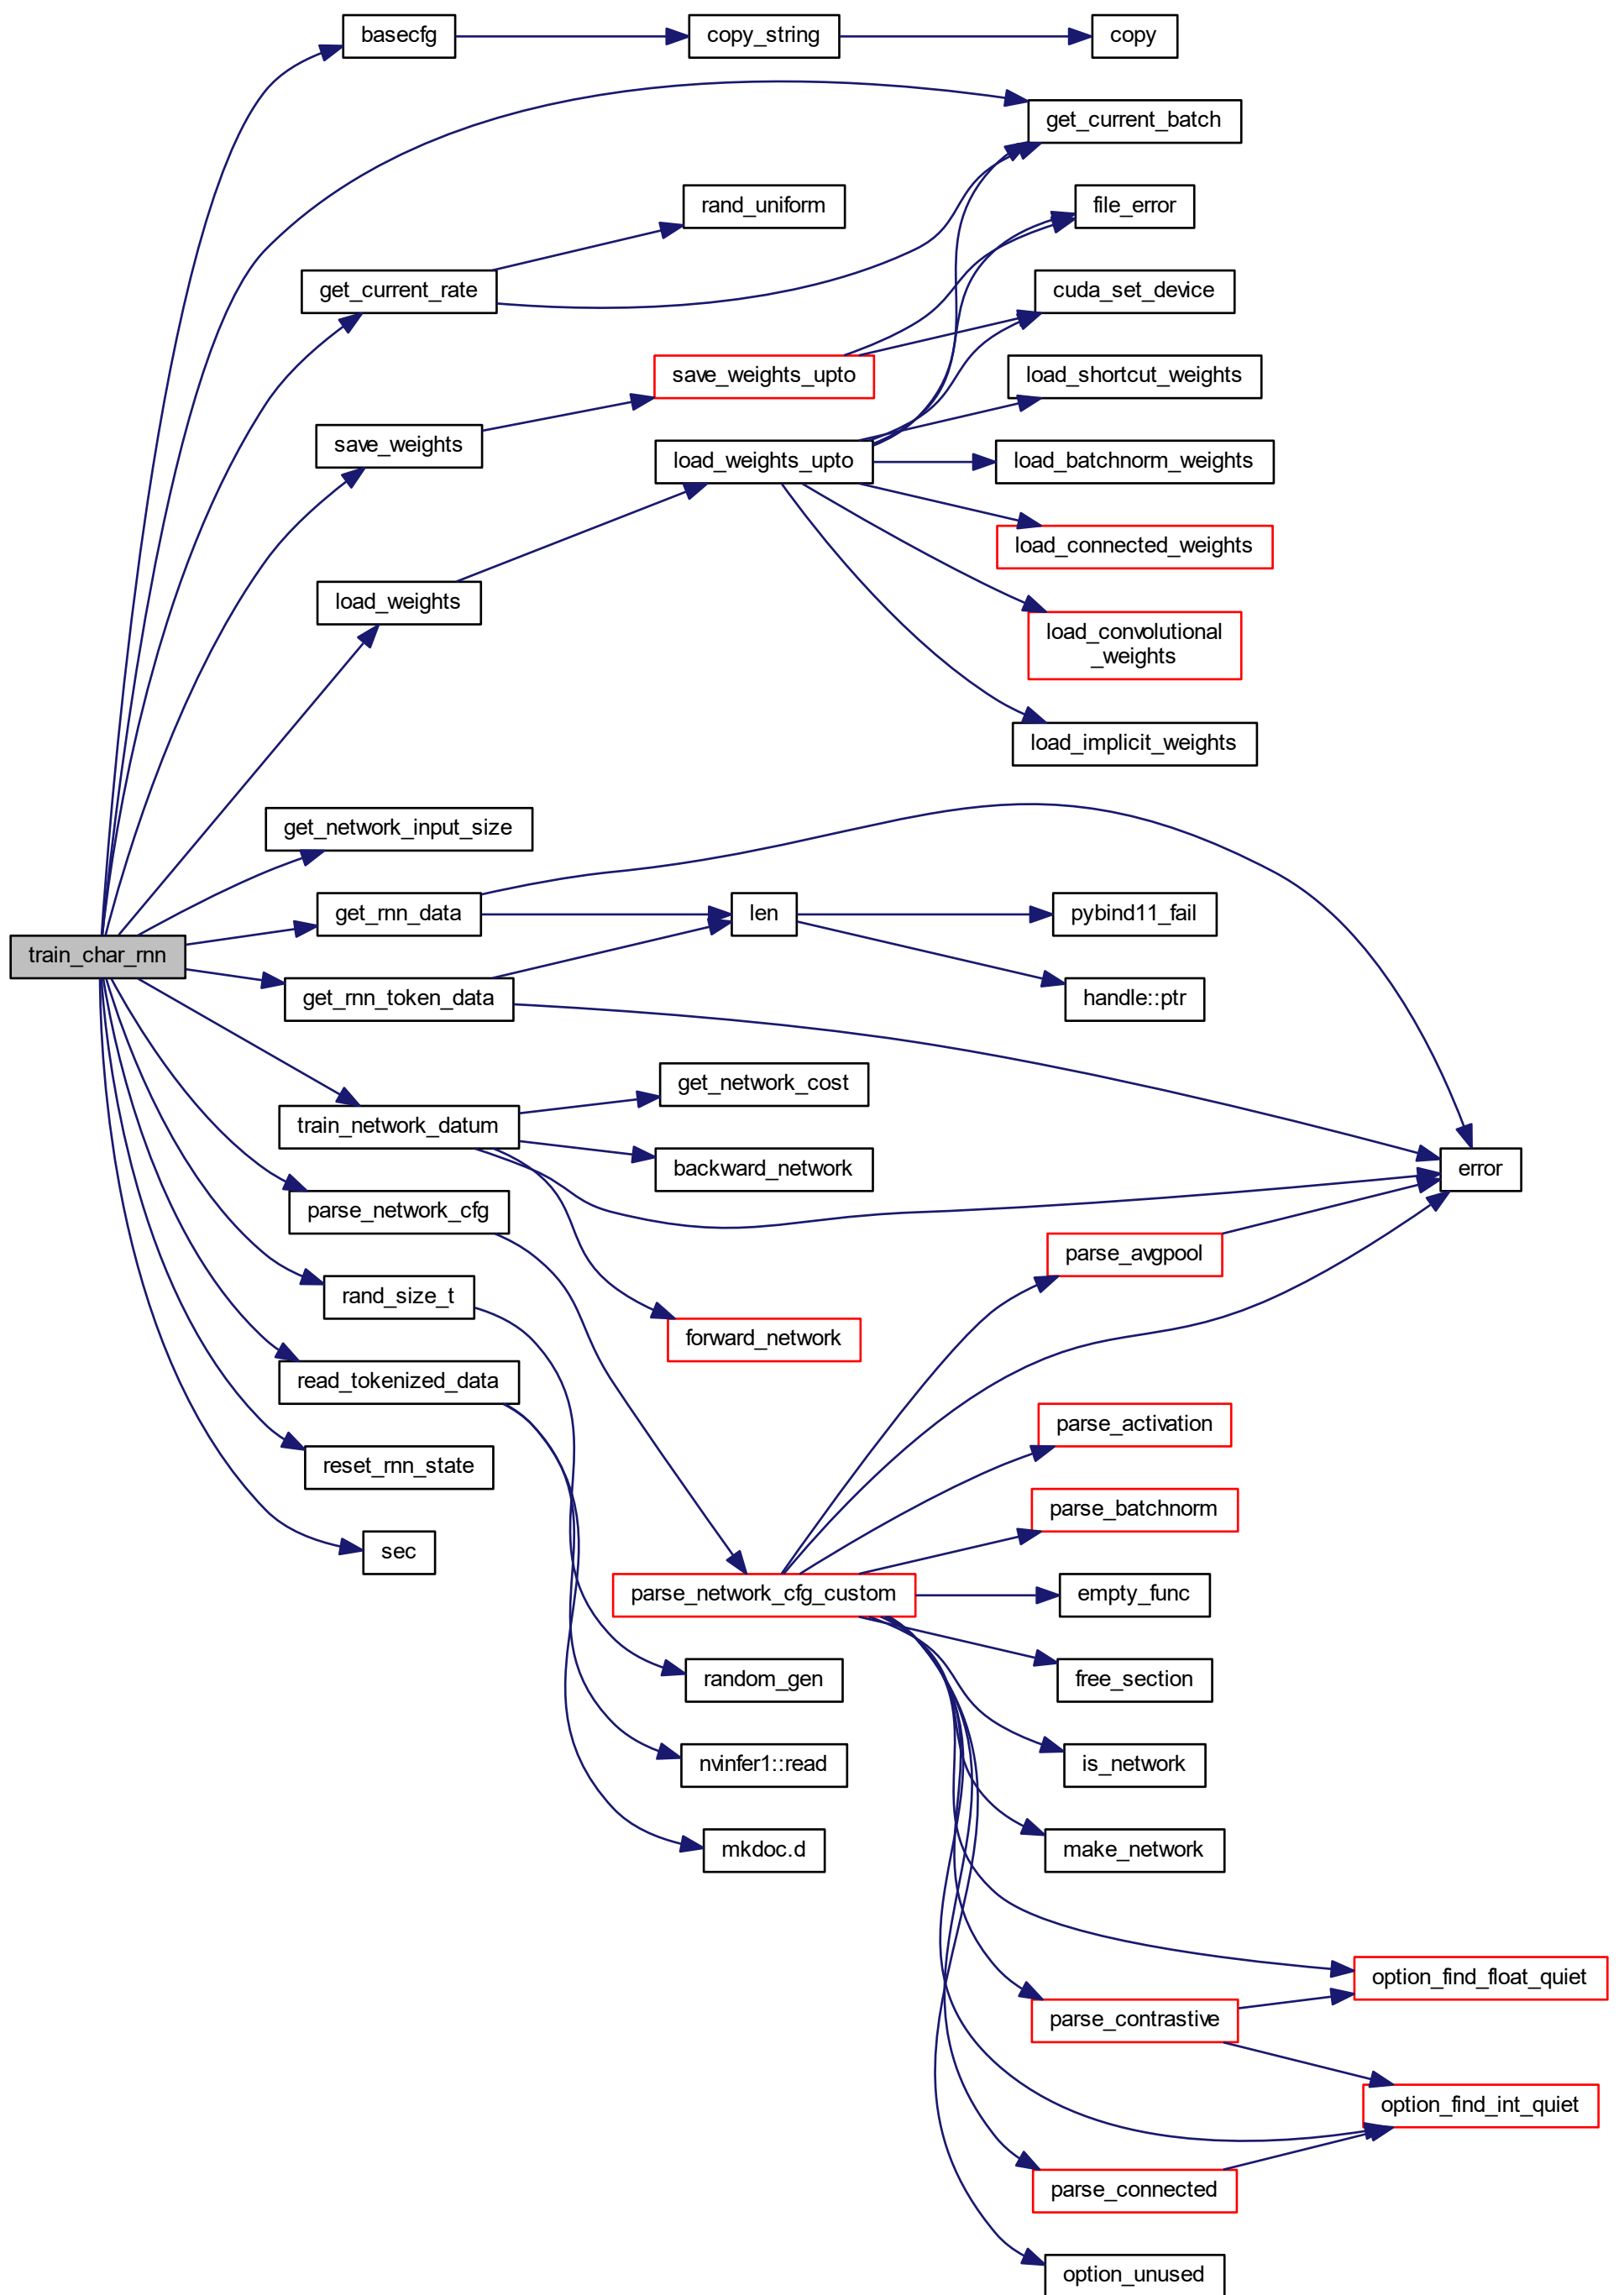 basecfg
copy_string
copy
get_current_batch
rand_uniform
file_error
get_current_rate
cuda_set_device
save_weights_upto
load_shortcut_weights
save_weights
load_weights_upto
load_batchnorm_weights
load_connected_weights
load_weights
load_convolutional
_weights
load_implicit_weights
get_network_input_size
get_rnn_data
len
pybind11_fail
train_char_rnn
get_rnn_token_data
handle::ptr
get_network_cost
train_network_datum
backward_network
error
parse_network_cfg
parse_avgpool
rand_size_t
forward_network
read_tokenized_data
parse_activation
reset_rnn_state
parse_batchnorm
sec
parse_network_cfg_custom
empty_func
random_gen
free_section
nvinfer1::read
is_network
mkdoc.d
make_network
option_find_float_quiet
parse_contrastive
option_find_int_quiet
parse_connected
option_unused